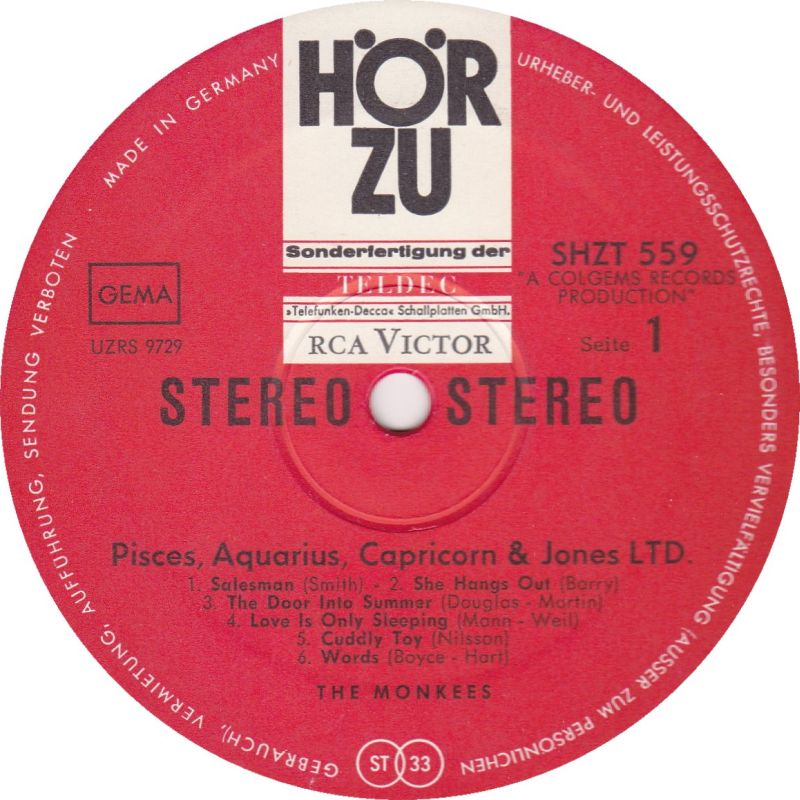 HÖR
ZU
Sonderfertigung der
TELDEC
»Telefunken-Decca« Schallplatten GmbH.
RCA VICTOR
GEMA
UZRS 9729
SHZT 559
"A COLGEMS RECORDS
PRODUCTION"
Seite 1
STEREO STEREO
Pisces, Aquarius, Capricorn & Jones LTD.
1. Salesman (Smith) - 2. She Hangs Out (Barry)
3. The Door Into Summer (Douglas - Martin)
4. Love Is Only Sleeping (Mann - Weil)
5. Cuddly Toy (Nilsson)
6. Words (Boyce - Hart)
THE MONKEES
ST 33
MADE IN GERMANY
URHEBER- UND LEISTUNGSSCHUTZRECHTE, BESONDERS VERVIELFÄLTIGUNG (AUSSER ZUM PERSÖNLICHEN
GEBRAUCH), VERMIETUNG, AUFFÜHRUNG, SENDUNG VERBOTEN